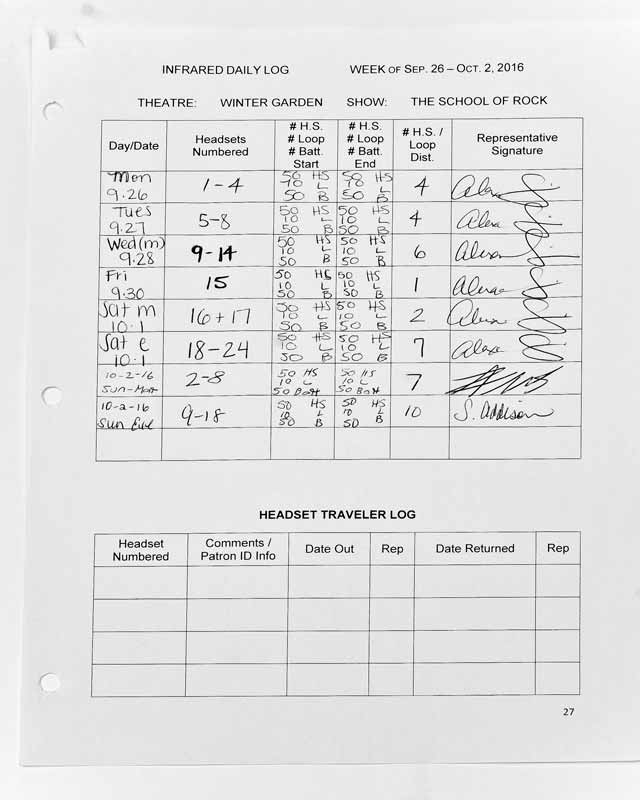 INFRARED DAILY LOG WEEK OF SEP. 26 – OCT. 2, 2016
THEATRE: WINTER GARDEN SHOW: THE SCHOOL OF ROCK
Day/Date Headsets Numbered # H.S. # Loop # Batt. Start # H.S. # Loop # Batt. End # H.S. / Loop Dist. Representative Signature
Mon 50 HS 50 HS
1-4 10 L 10 L 4 Alexa
9.26 50 B 50 B
Tues 50 HS 50 HS
5-8 10 L 10 L 4 Alexa
9.27 50 B 50 B
Wed(m) 50 HS 50 HS
9-14 10 L 10 L 6 Alexa
9.28 50 B 50 B
Fri 50 HS 50 HS
15 10 L 10 L 1 Alexa
9.30 50 B 50 B
Sat m 50 HS 50 HS
16+17 10 L 10 L 2 Alexa
10.1 50 B 50 B
Sat e 50 HS 50 HS
18-24 10 L 10 L 7 Alexa
10.1 50 B 50 B
10-2-16 50 HS 50 HS
2-8 10 L 10 L 7
Sun-Mat 50 Batt 50 Batt
10-2-16 50 HS 50 HS
9-18 10 L 10 L 10 S. Addison
Sun Eve 50 B 50 B
HEADSET TRAVELER LOG
Headset Numbered Comments / Patron ID Info Date Out Rep Date Returned Rep
27